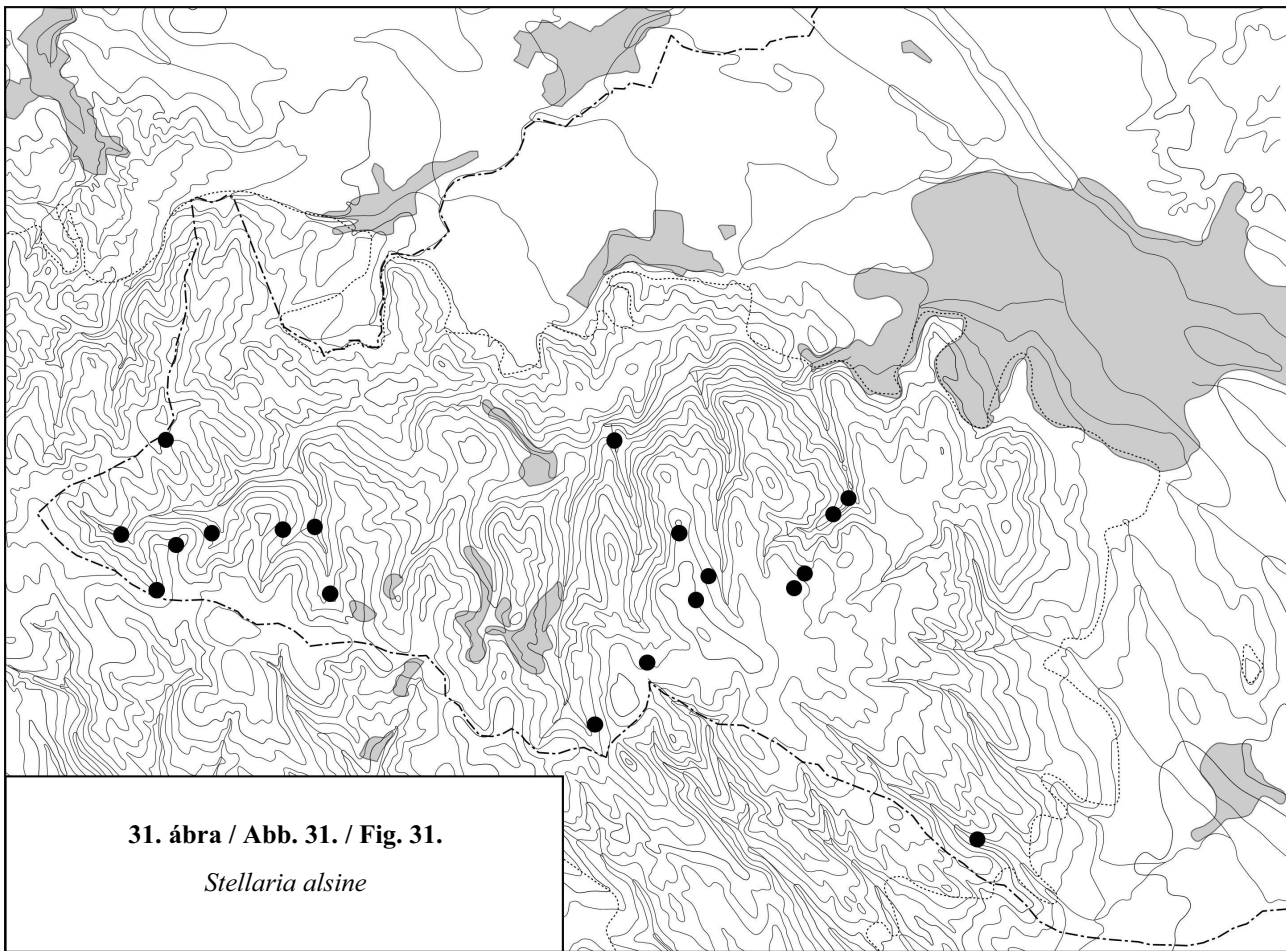 31. ábra / Abb. 31. / Fig. 31.
Stellaria alsine